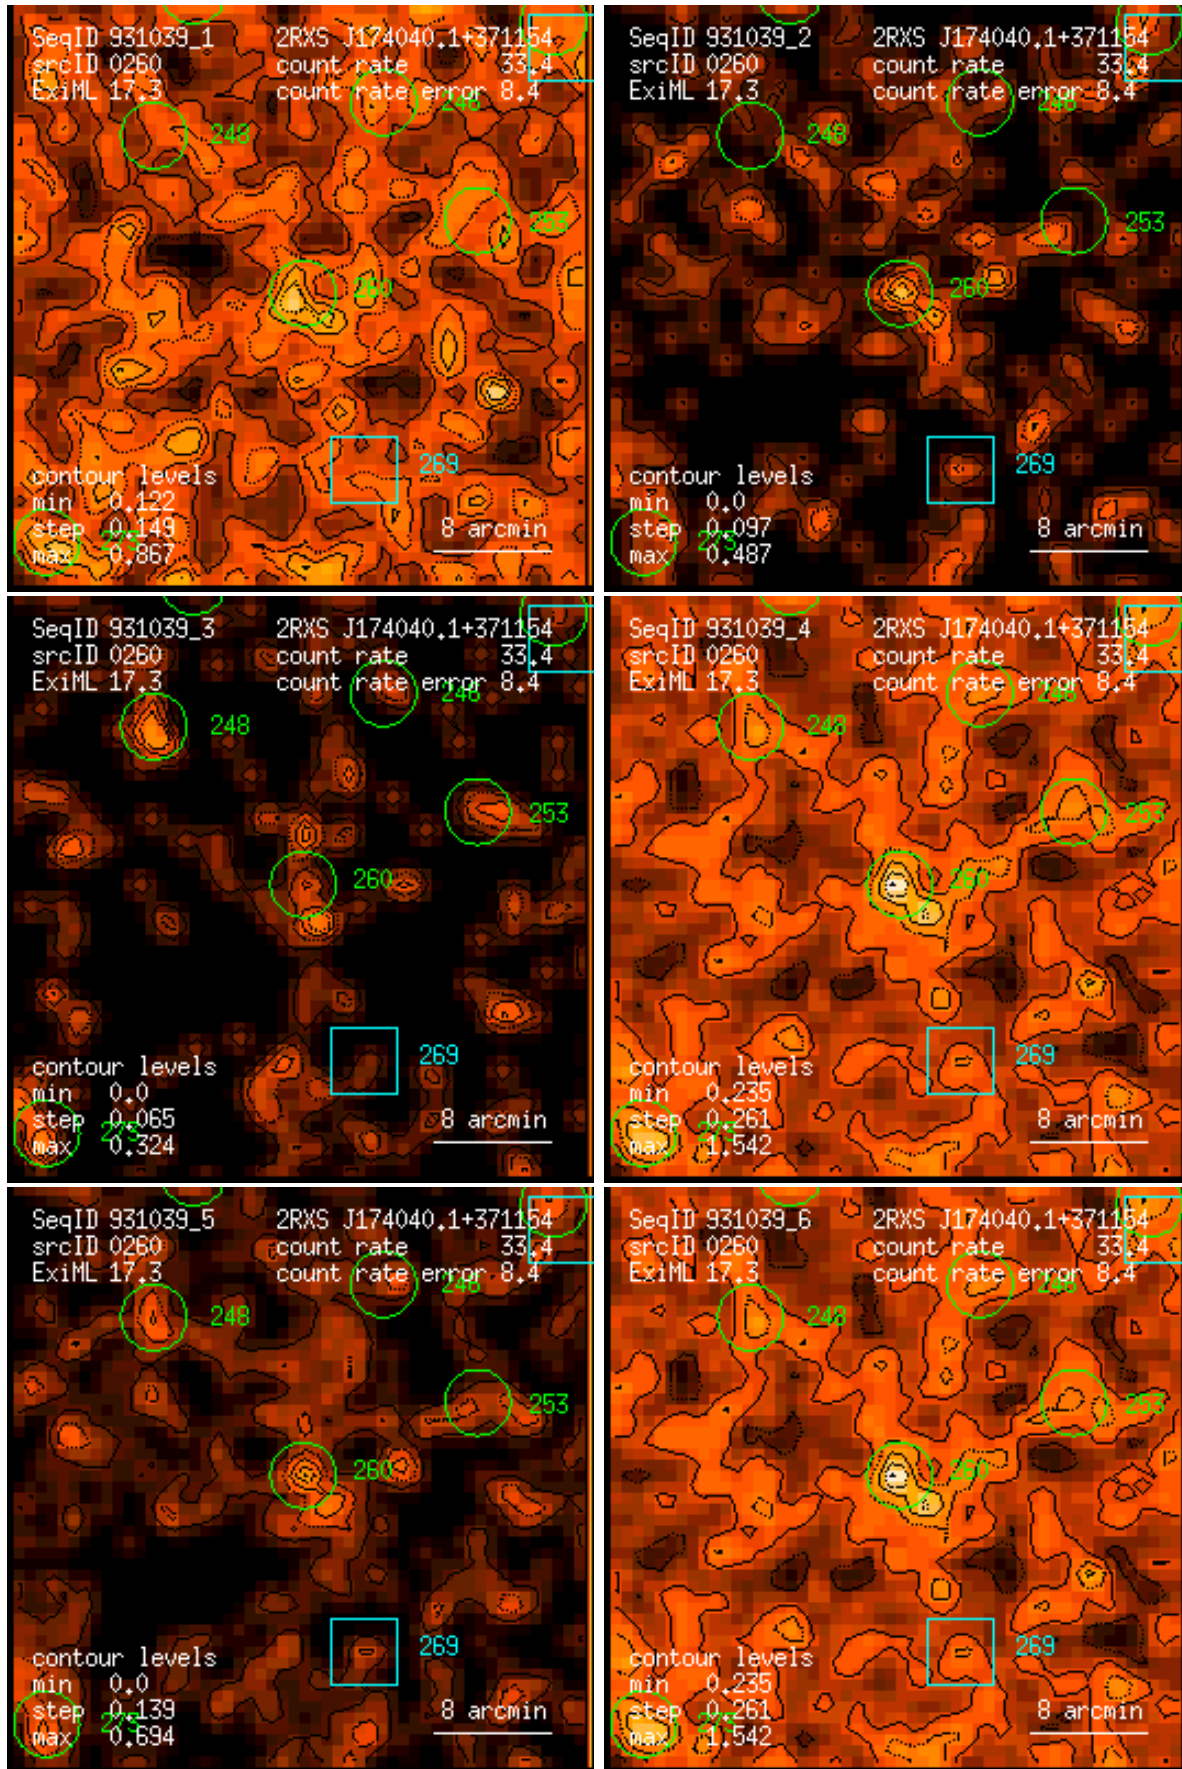 SeqID 931039_1 2RXS J174040.1+371154
srcID 0260 count rate 33.4
ExiML 17.3 count rate error 8.4
248
248
253
260
269
contour levels
min 0.122
step 0.149 8 arcmin
max 0.867
SeqID 931039_2 2RXS J174040.1+371154
srcID 0260 count rate 33.4
ExiML 17.3 count rate error 8.4
248
253
260
269
contour levels
min 0.0
step 0.097 8 arcmin
max 0.487
SeqID 931039_3 2RXS J174040.1+371154
srcID 0260 count rate 33.4
ExiML 17.3 count rate error 8.4
248
253
260
269
contour levels
min 0.0
step 0.065 8 arcmin
max 0.324
SeqID 931039_4 2RXS J174040.1+371154
srcID 0260 count rate 33.4
ExiML 17.3 count rate error 8.4
248
253
260
269
contour levels
min 0.235
step 0.261 8 arcmin
max 1.542
SeqID 931039_5 2RXS J174040.1+371154
srcID 0260 count rate 33.4
ExiML 17.3 count rate error 8.4
248
253
260
269
contour levels
min 0.0
step 0.139 8 arcmin
max 0.694
SeqID 931039_6 2RXS J174040.1+371154
srcID 0260 count rate 33.4
ExiML 17.3 count rate error 8.4
248
253
260
269
contour levels
min 0.235
step 0.261 8 arcmin
max 1.542